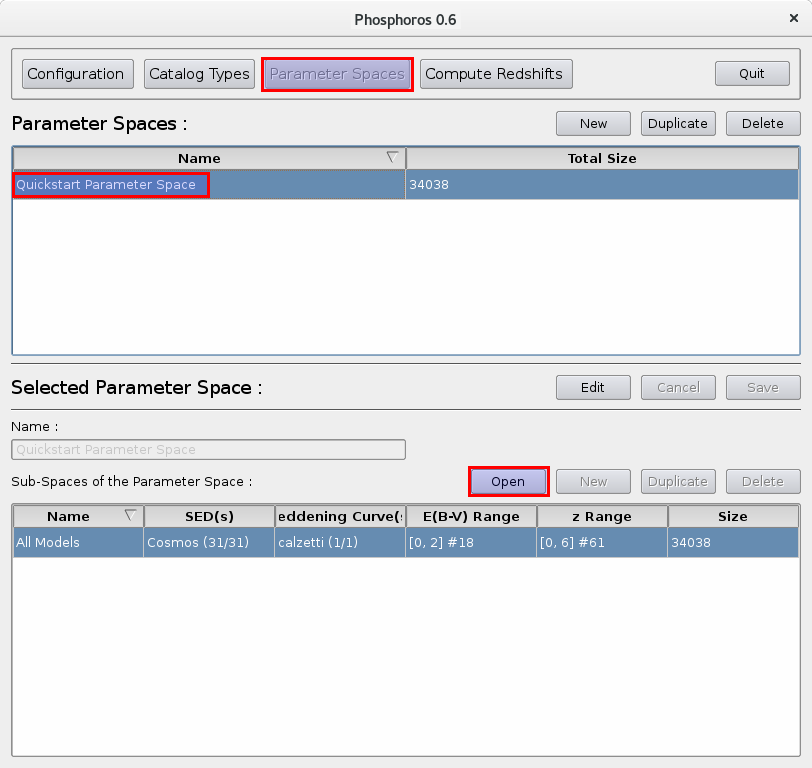 Phosphoros 0.6
Configuration Catalog Types Parameter Spaces Compute Redshifts Quit
Parameter Spaces : New Duplicate Delete
Name Total Size
Quickstart Parameter Space 34038
Selected Parameter Space : Edit Cancel Save
Name :
Quickstart Parameter Space
Sub-Spaces of the Parameter Space : Open New Duplicate Delete
Name SED(s) eddening Curve(s E(B-V) Range z Range Size
All Models Cosmos (31/31) calzetti (1/1) [0, 2] #18 [0, 6] #61 34038